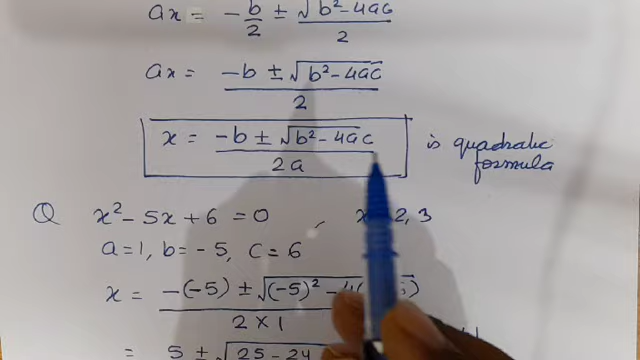 ax = -b/2 ± √b² - 4ac / 2
ax = -b ± √b² - 4ac / 2
x = -b ± √b² - 4ac / 2a is quadratic formula
Q x² - 5x + 6 = 0, x 2, 3
a = 1, b = -5, c = 6
x = -(-5) ± √(-5)² - 4( ) / 2 × 1
= 5 ± √25 - 24